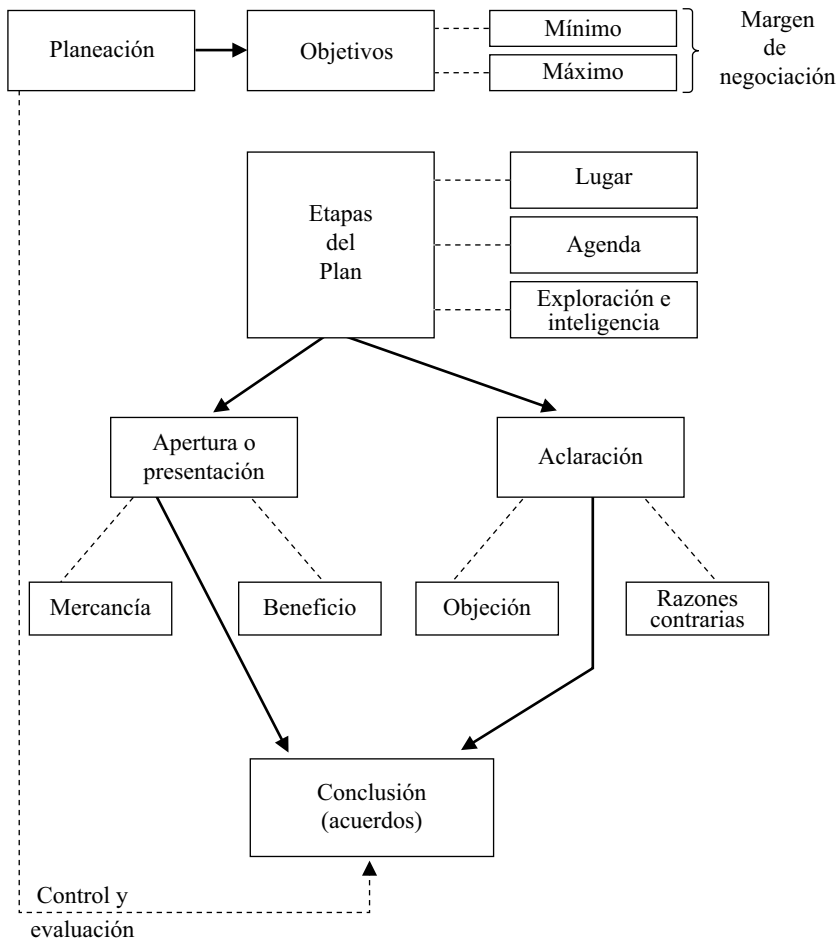 Planeación
Objetivos
Mínimo
Máximo
Margen
de
negociación
Etapas
del
Plan
Lugar
Agenda
Exploración e
inteligencia
Apertura o
presentación
Aclaración
Mercancía
Beneficio
Objeción
Razones
contrarias
Conclusión
(acuerdos)
Control y
evaluación